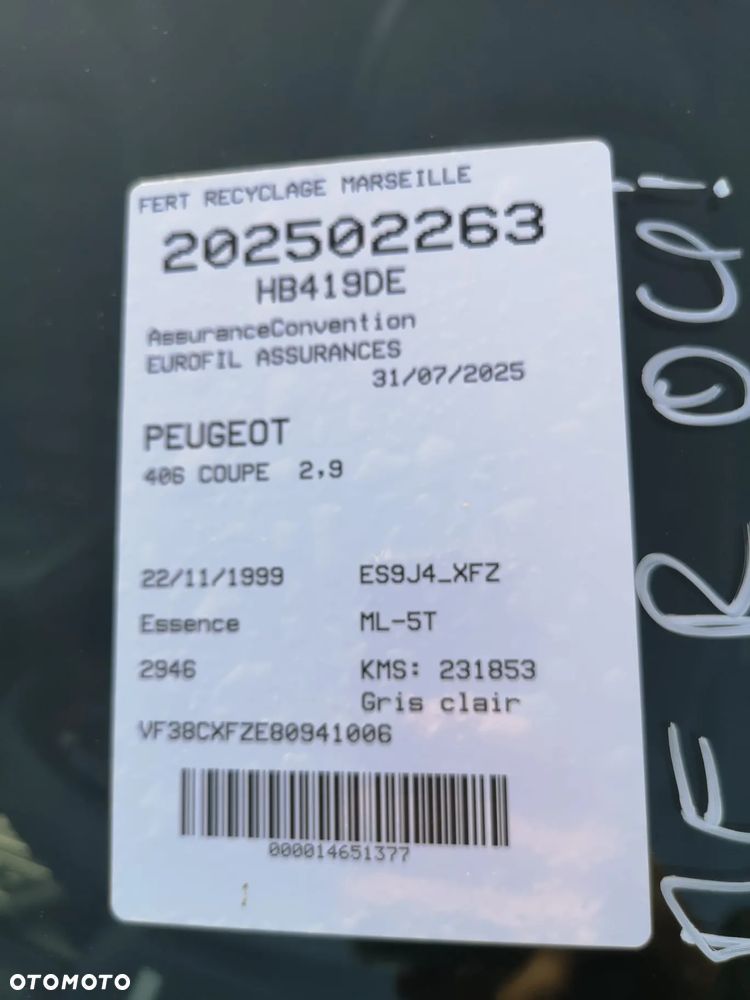 FERT RECYCLAGE MARSEILLE
202502263
HB419DE
AssuranceConvention
EUROFIL ASSURANCES
31/07/2025
PEUGEOT
406 COUPE 2,9
22/11/1999 ES9J4_XFZ
Essence ML-5T
2946 KMS: 231853
Gris clair
VF38CXFZE80941006
000014651377
OTOMOTO